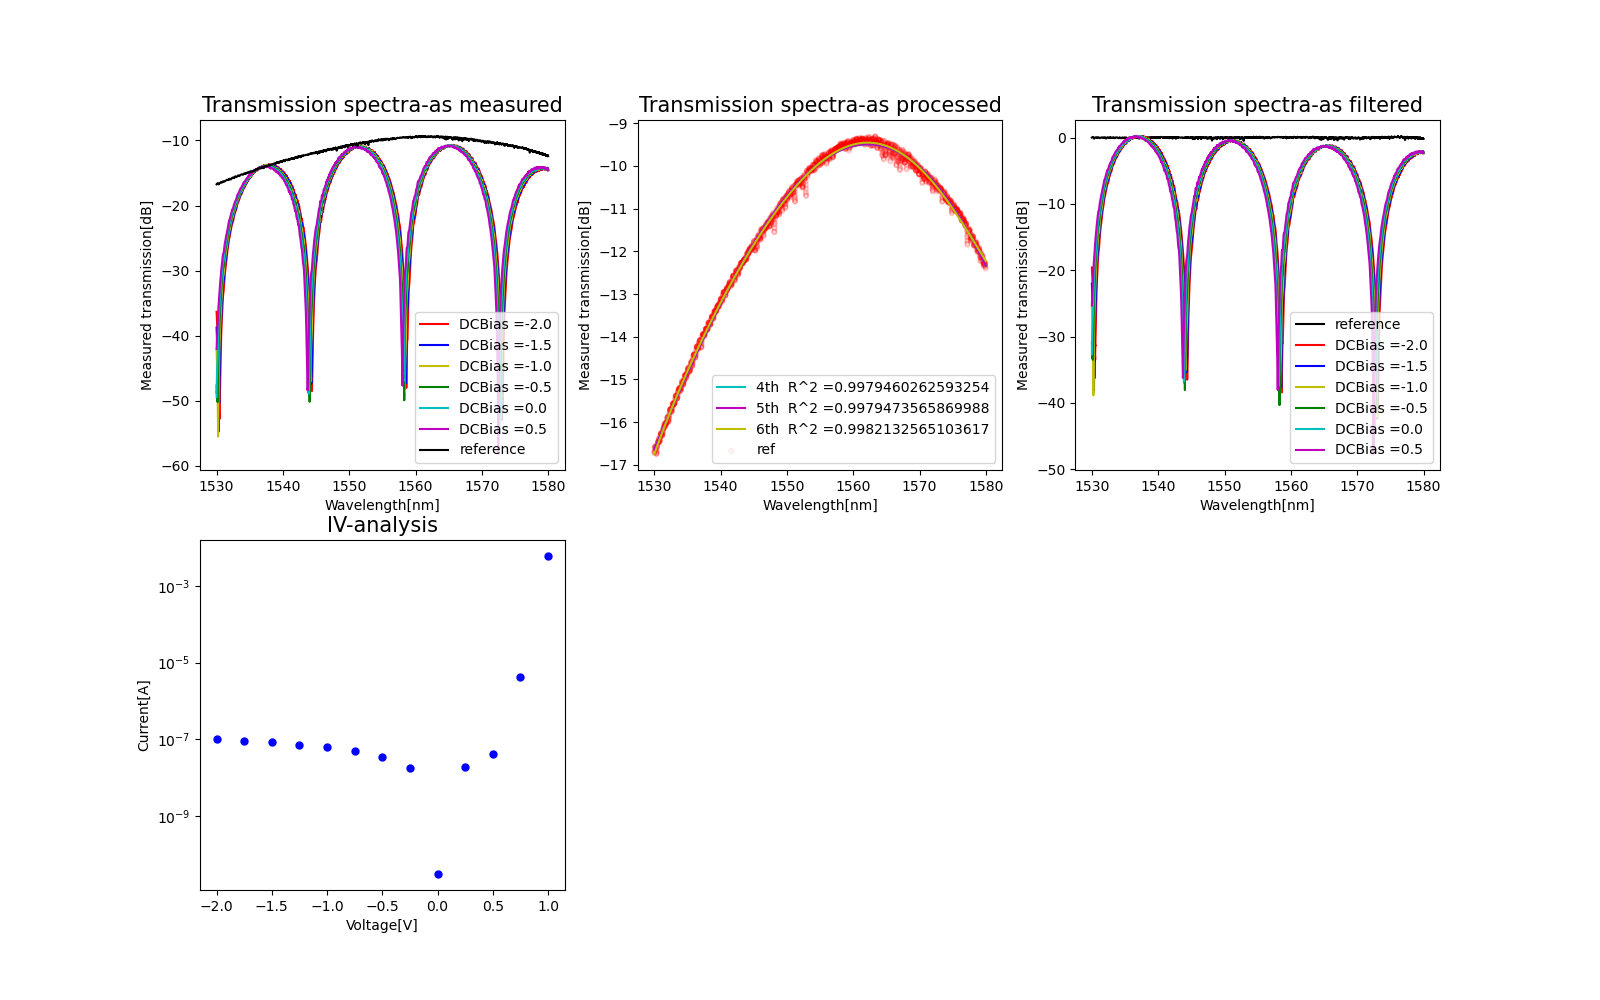 Transmission spectra-as measured
Measured transmission[dB]
−10
−20
−30
−40
−50
−60
DCBias =-2.0
DCBias =-1.5
DCBias =-1.0
DCBias =-0.5
DCBias =0.0
DCBias =0.5
reference
1530 1540 1550 1560 1570 1580
Wavelength[nm]
Transmission spectra-as processed
Measured transmission[dB]
−9
−10
−11
−12
−13
−14
−15
−16
−17
4th R^2 =0.9979460262593254
5th R^2 =0.9979473565869988
6th R^2 =0.9982132565103617
ref
1530 1540 1550 1560 1570 1580
Wavelength[nm]
Transmission spectra-as filtered
Measured transmission[dB]
0
−10
−20
−30
−40
−50
reference
DCBias =-2.0
DCBias =-1.5
DCBias =-1.0
DCBias =-0.5
DCBias =0.0
DCBias =0.5
1530 1540 1550 1560 1570 1580
Wavelength[nm]
IV-analysis
Current[A]
10⁻³
10⁻⁵
10⁻⁷
10⁻⁹
−2.0 −1.5 −1.0 −0.5 0.0 0.5 1.0
Voltage[V]